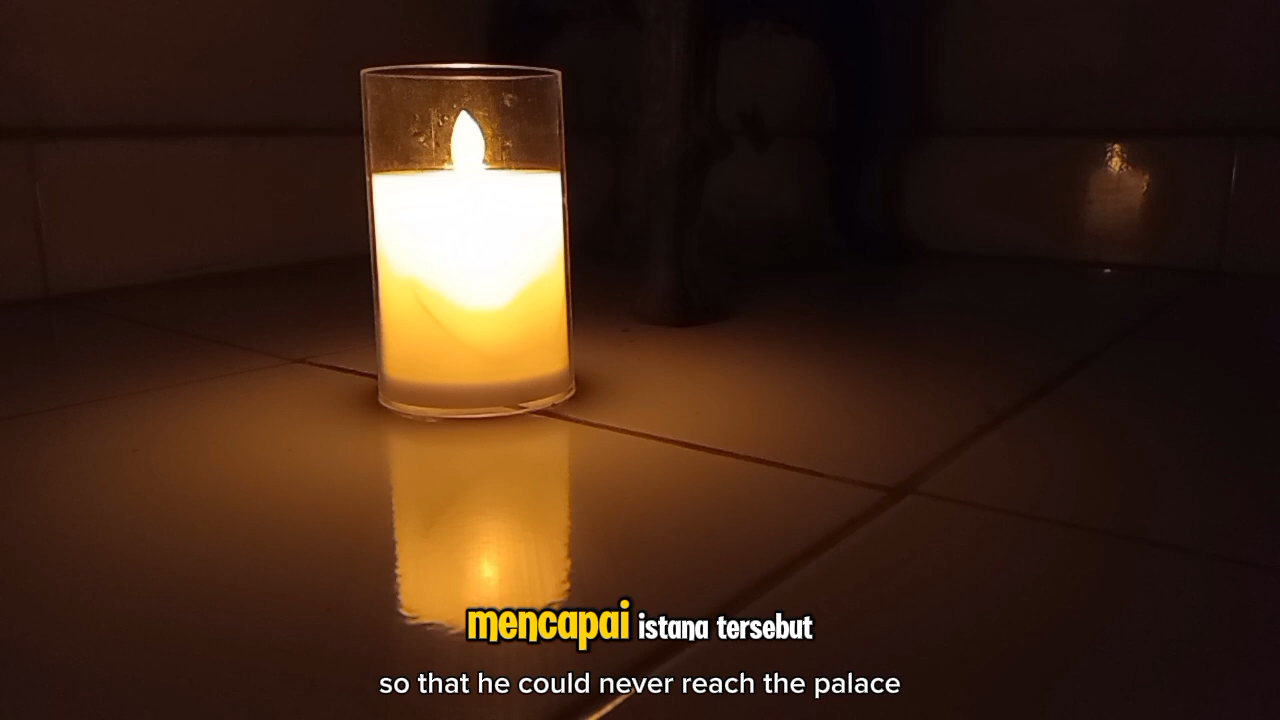 mencapai istana tersebut
so that he could never reach the palace